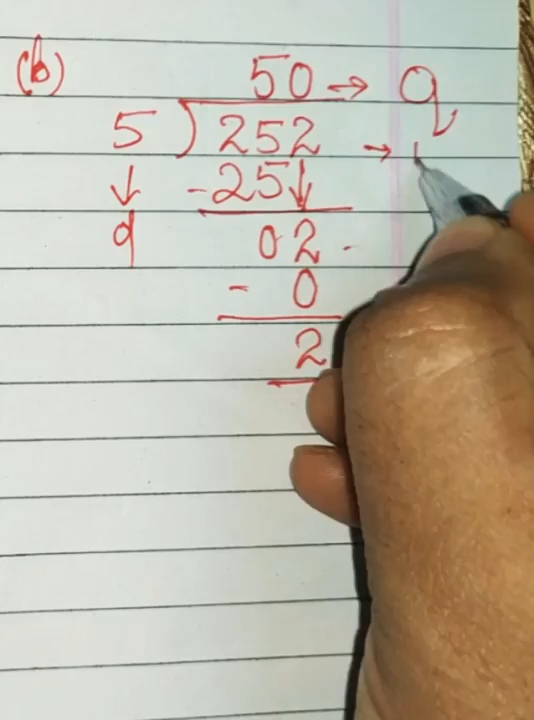 (b) 50 → Q
5 ) 252 →
↓ - 25↓
q 02 -
- 0
2